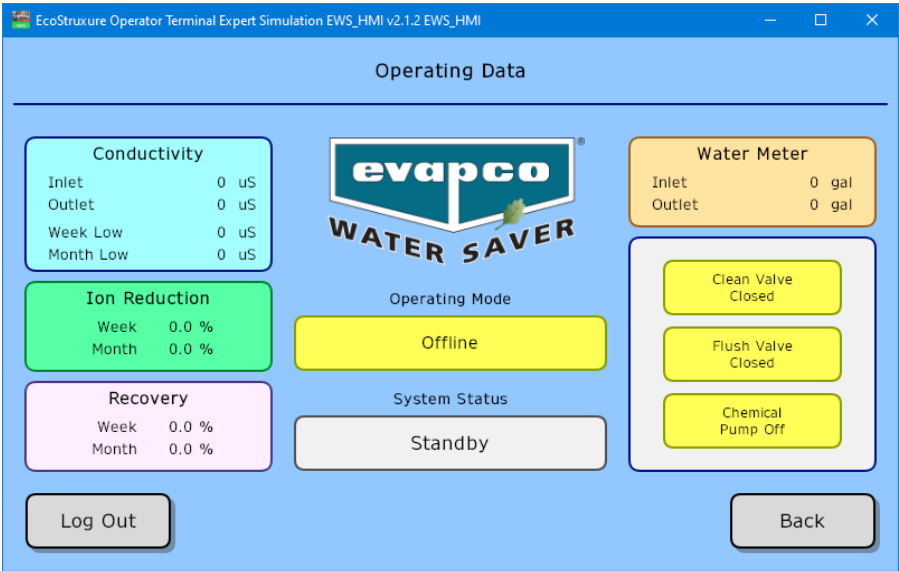 EcoStruxure Operator Terminal Expert Simulation EWS_HMI v2.1.2 EWS_HMI
Operating Data
Conductivity
Inlet 0 uS
Outlet 0 uS
Week Low 0 uS
Month Low 0 uS
Ion Reduction
Week 0.0 %
Month 0.0 %
Recovery
Week 0.0 %
Month 0.0 %
evapco®
WATER SAVER
Operating Mode
Offline
System Status
Standby
Water Meter
Inlet 0 gal
Outlet 0 gal
Clean Valve
Closed
Flush Valve
Closed
Chemical
Pump Off
Log Out
Back